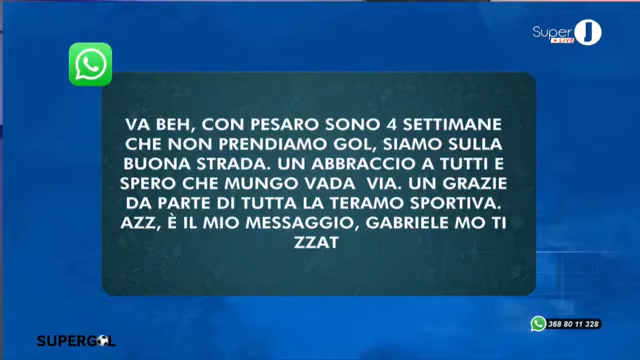 Super J
LIVE
VA BEH, CON PESARO SONO 4 SETTIMANE
CHE NON PRENDIAMO GOL, SIAMO SULLA
BUONA STRADA. UN ABBRACCIO A TUTTI E
SPERO CHE MUNGO VADA VIA. UN GRAZIE
DA PARTE DI TUTTA LA TERAMO SPORTIVA.
AZZ, È IL MIO MESSAGGIO, GABRIELE MO TI
ZZAT
368 80 11 328
SUPERGOL